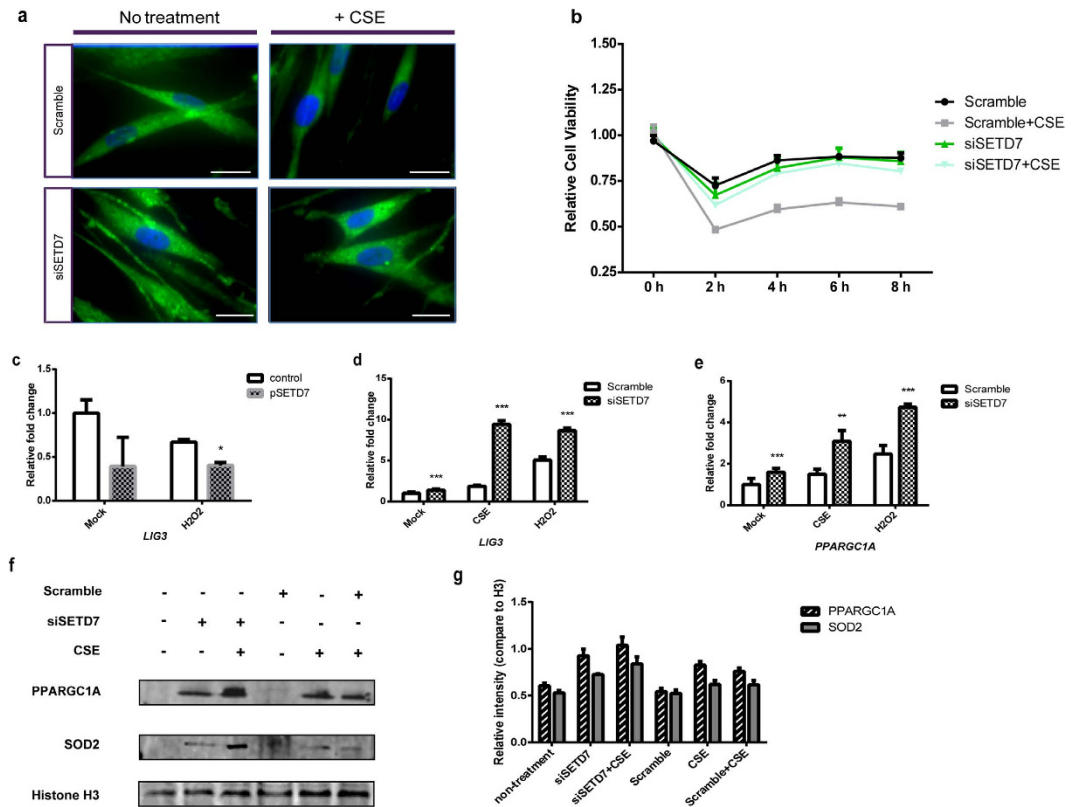 a
No treatment
+ CSE
Scramble
siSETD7
b
Relative Cell Viability
1.50
1.25
1.00
0.75
0.50
0.25
0 h 2 h 4 h 6 h 8 h
Scramble
Scramble+CSE
siSETD7
siSETD7+CSE
c
Relative fold change
1.5
1.0
0.5
0.0
*
Mock H2O2
LIG3
control
pSETD7
d
Relative fold change
15
10
5
0
*** *** ***
Mock CSE H2O2
LIG3
Scramble
siSETD7
e
Relative fold change
6
4
2
0
*** ** ***
Mock CSE H2O2
PPARGC1A
Scramble
siSETD7
f
Scramble - - - + - +
siSETD7 - + + - - -
CSE - - + - + +
PPARGC1A
SOD2
Histone H3
g
Relative intensity (compare to H3)
1.5
1.0
0.5
0.0
non-treatment siSETD7 siSETD7+CSE Scramble CSE Scramble+CSE
PPARGC1A
SOD2